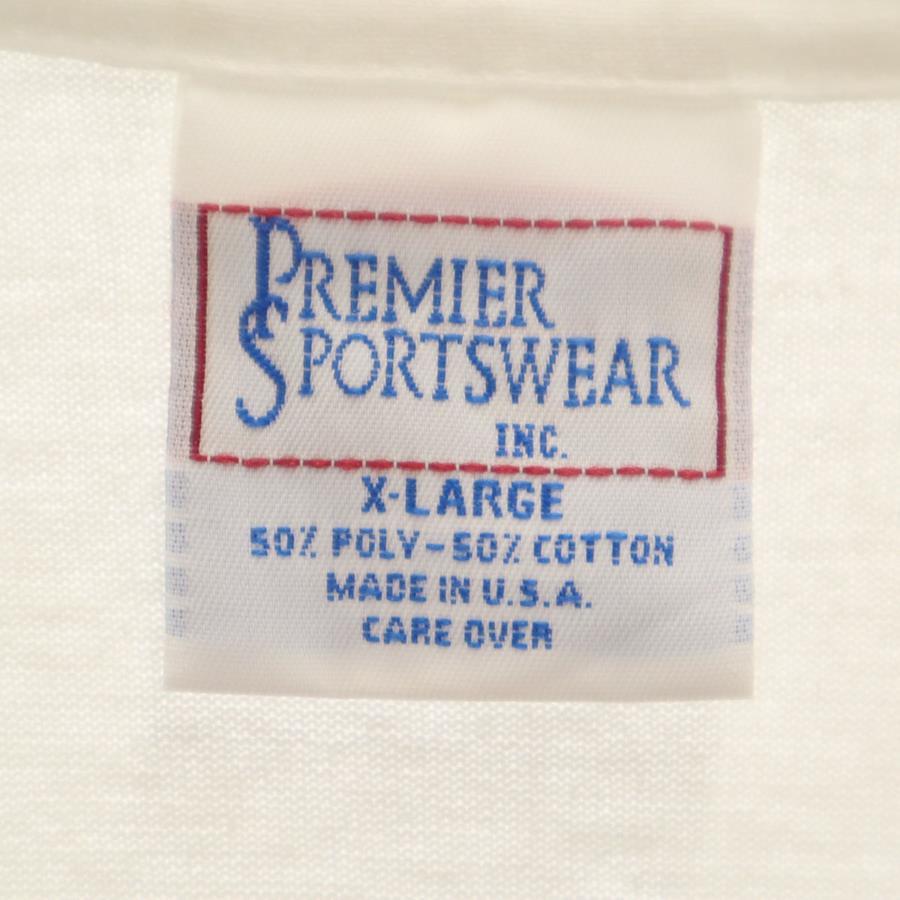 PREMIER
SPORTSWEAR
INC.
X-LARGE
50% POLY-50% COTTON
MADE IN U.S.A.
CARE OVER